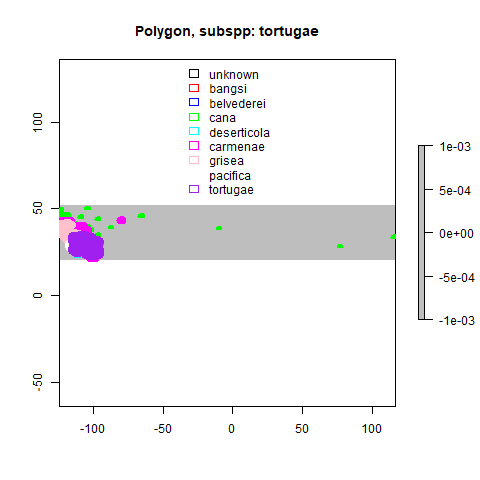 Polygon, subspp: tortugae
unknown
bangsi
belvederei
cana
deserticola
carmenae
grisea
pacifica
tortugae
100
50
0
-50
-100
-50
0
50
100
1e-03
5e-04
0e+00
-5e-04
-1e-03